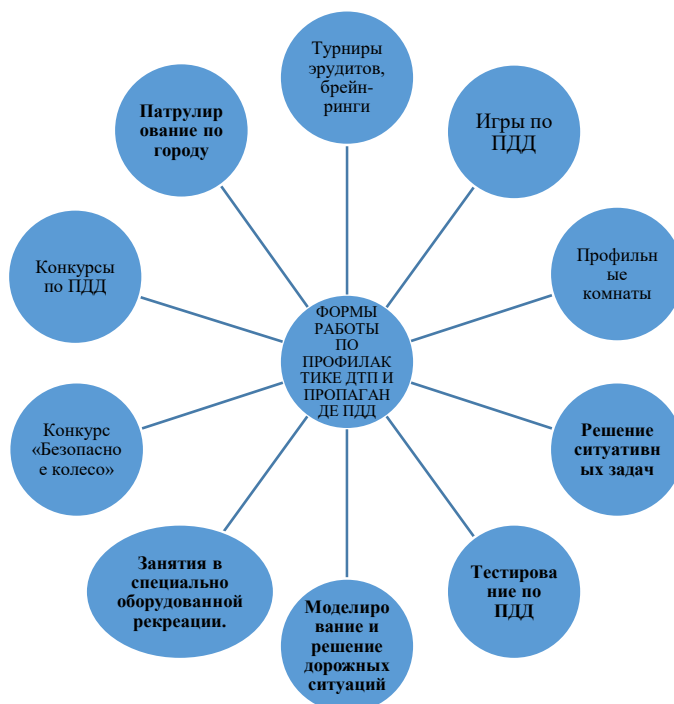 Турниры
эрудитов,
брейн-
ринги
Игры по
ПДД
Профильн
ые
комнаты
Решение
ситуативн
ых задач
Тестирова
ние по
ПДД
Моделиро
вание и
решение
дорожных
ситуаций
Занятия в
специально
оборудованной
рекреации.
Конкурс
«Безопасно
е колесо»
Конкурсы
по ПДД
Патрулир
ование по
городу
ФОРМЫ
РАБОТЫ
ПО
ПРОФИЛАК
ТИКЕ ДТП И
ПРОПАГАН
ДЕ ПДД